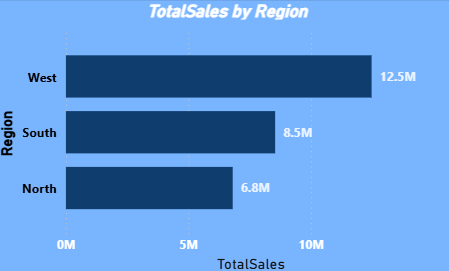 TotalSales by Region
Region
West
12.5M
South
8.5M
North
6.8M
0M 5M 10M
TotalSales